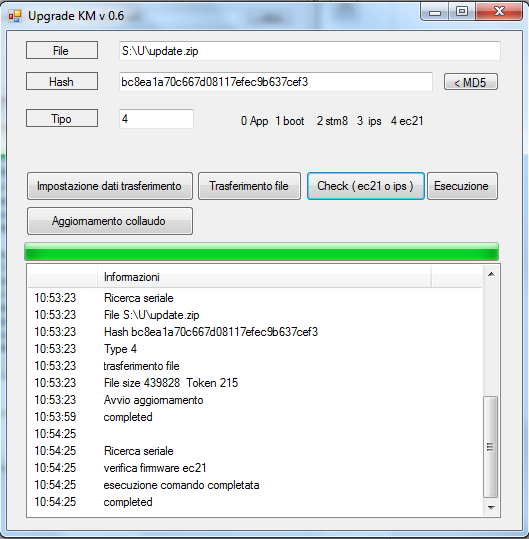 Upgrade KM v 0.6
File S:\U\update.zip
Hash bc8ea1a70c667d08117efec9b637cef3 < MD5
Tipo 4 0 App 1 boot 2 stm8 3 ips 4 ec21
Impostazione dati trasferimento Trasferimento file Check ( ec21 o ips ) Esecuzione
Aggiornamento collaudo
Informazioni
10:53:23 Ricerca seriale
10:53:23 File S:\U\update.zip
10:53:23 Hash bc8ea1a70c667d08117efec9b637cef3
10:53:23 Type 4
10:53:23 trasferimento file
10:53:23 File size 439828 Token 215
10:53:23 Avvio aggiornamento
10:53:59 completed
10:54:25
10:54:25 Ricerca seriale
10:54:25 verifica firmware ec21
10:54:25 esecuzione comando completata
10:54:25 completed